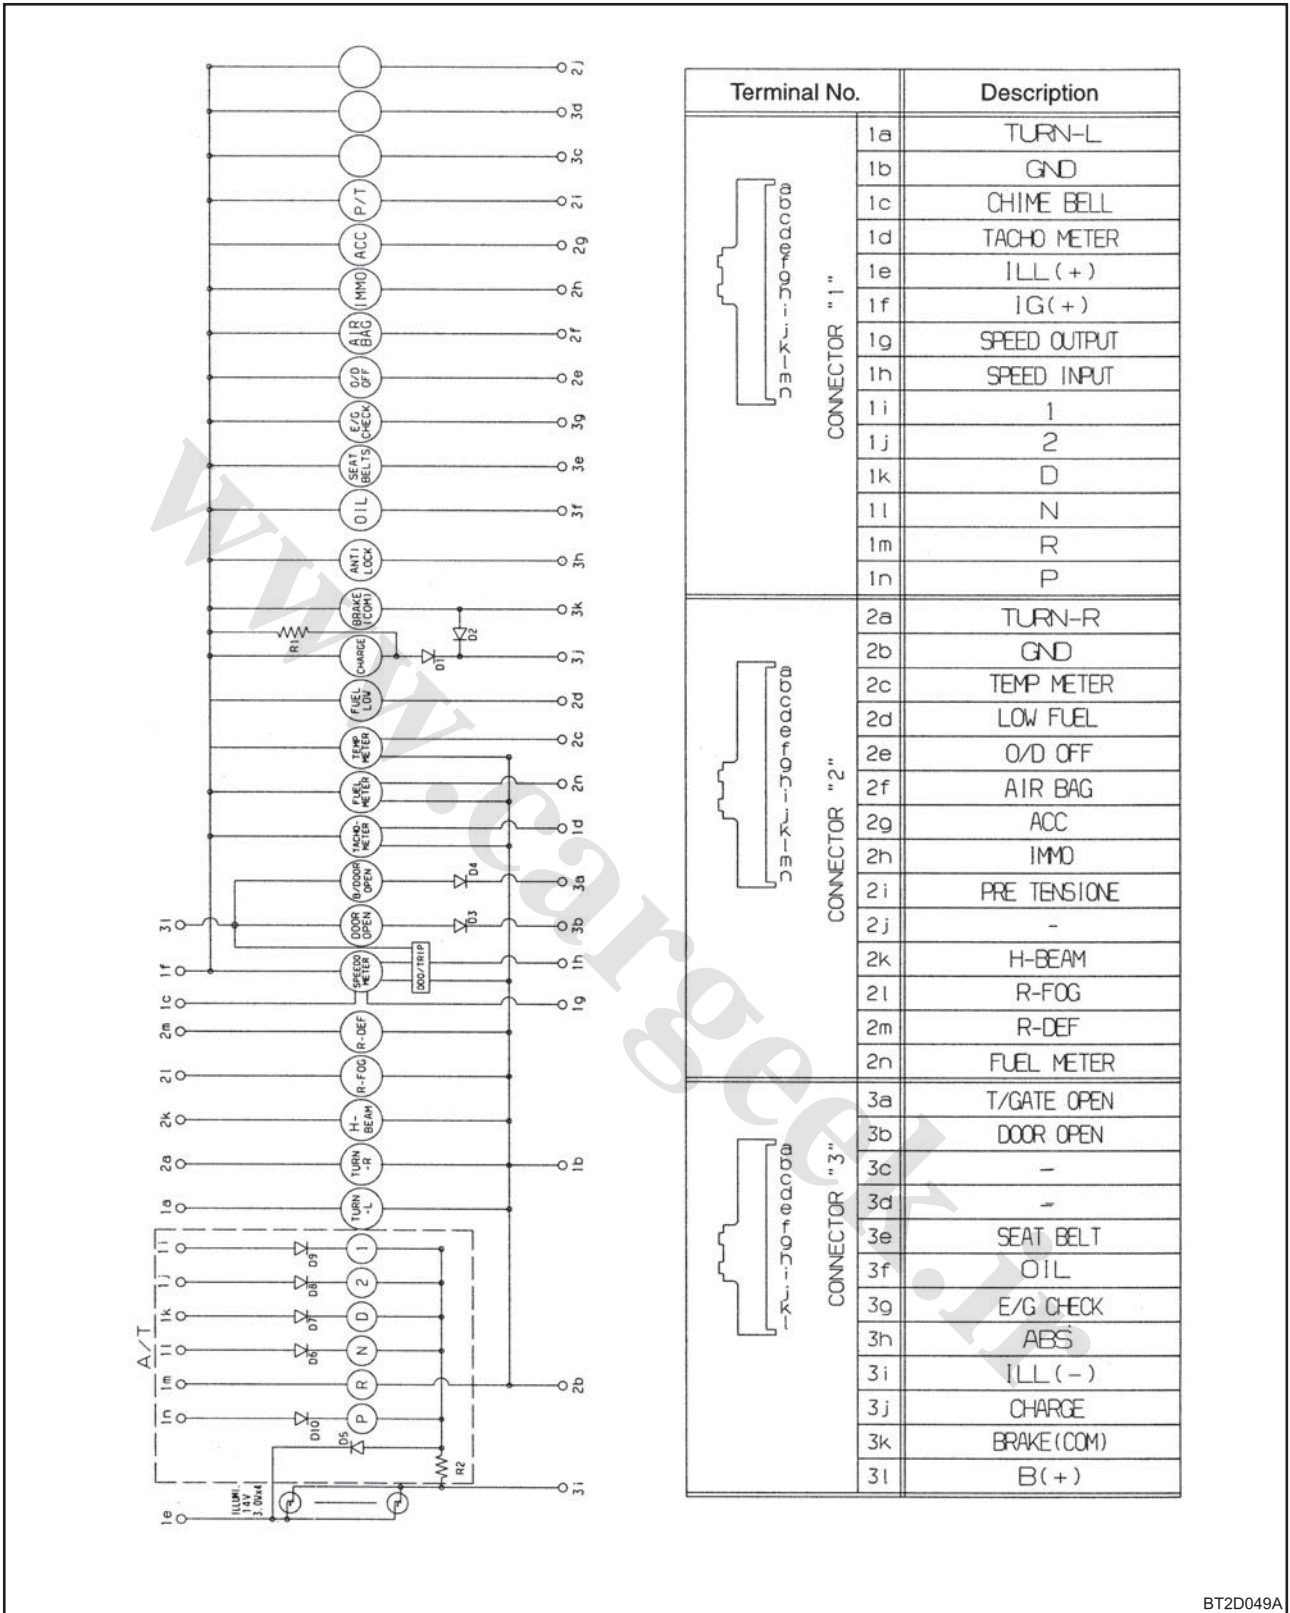 2j
3d
3c
P/T
2i
ACC
2g
IMMO
2h
AIR
BAG
2f
O/D
OFF
2e
E/G
CHECK
3g
SEAT
BELTS
3e
OIL
3f
ANTI
LOCK
3h
BRAKE
(COM)
3k
R1
D2
CHARGE
D1
3j
FUEL
LOW
2d
TEMP
METER
2c
FUEL
METER
2n
TACHO-
METER
1d
B/DOOR
OPEN
D4
3a
3l
DOOR
OPEN
D3
3b
1f
SPEEDO
METER
ODO/TRIP
1h
1c
1g
2m
R-DEF
2l
R-FOG
2k
H-
BEAM
2a
TURN
-R
1b
1a
TURN
-L
A/T
1i
D9
1
1j
D8
2
1k
D7
D
1l
D6
N
1m
R
2b
1n
D10
P
D5
R2
ILLUMI.
14V
3.0Wx4
3i
1e
Terminal No. Description
CONNECTOR "1"
a
b
c
d
e
f
g
h
i
j
k
l
m
n
1a TURN-L
1b GND
1c CHIME BELL
1d TACHO METER
1e ILL(+)
1f IG(+)
1g SPEED OUTPUT
1h SPEED INPUT
1i 1
1j 2
1k D
1l N
1m R
1n P
CONNECTOR "2"
a
b
c
d
e
f
g
h
i
j
k
l
m
n
2a TURN-R
2b GND
2c TEMP METER
2d LOW FUEL
2e O/D OFF
2f AIR BAG
2g ACC
2h IMMO
2i PRE TENSIONE
2j -
2k H-BEAM
2l R-FOG
2m R-DEF
2n FUEL METER
CONNECTOR "3"
a
b
c
d
e
f
g
h
i
j
k
l
3a T/GATE OPEN
3b DOOR OPEN
3c -
3d -
3e SEAT BELT
3f OIL
3g E/G CHECK
3h ABS
3i ILL(-)
3j CHARGE
3k BRAKE(COM)
3l B(+)
www.cargeek.ir
BT2D049A